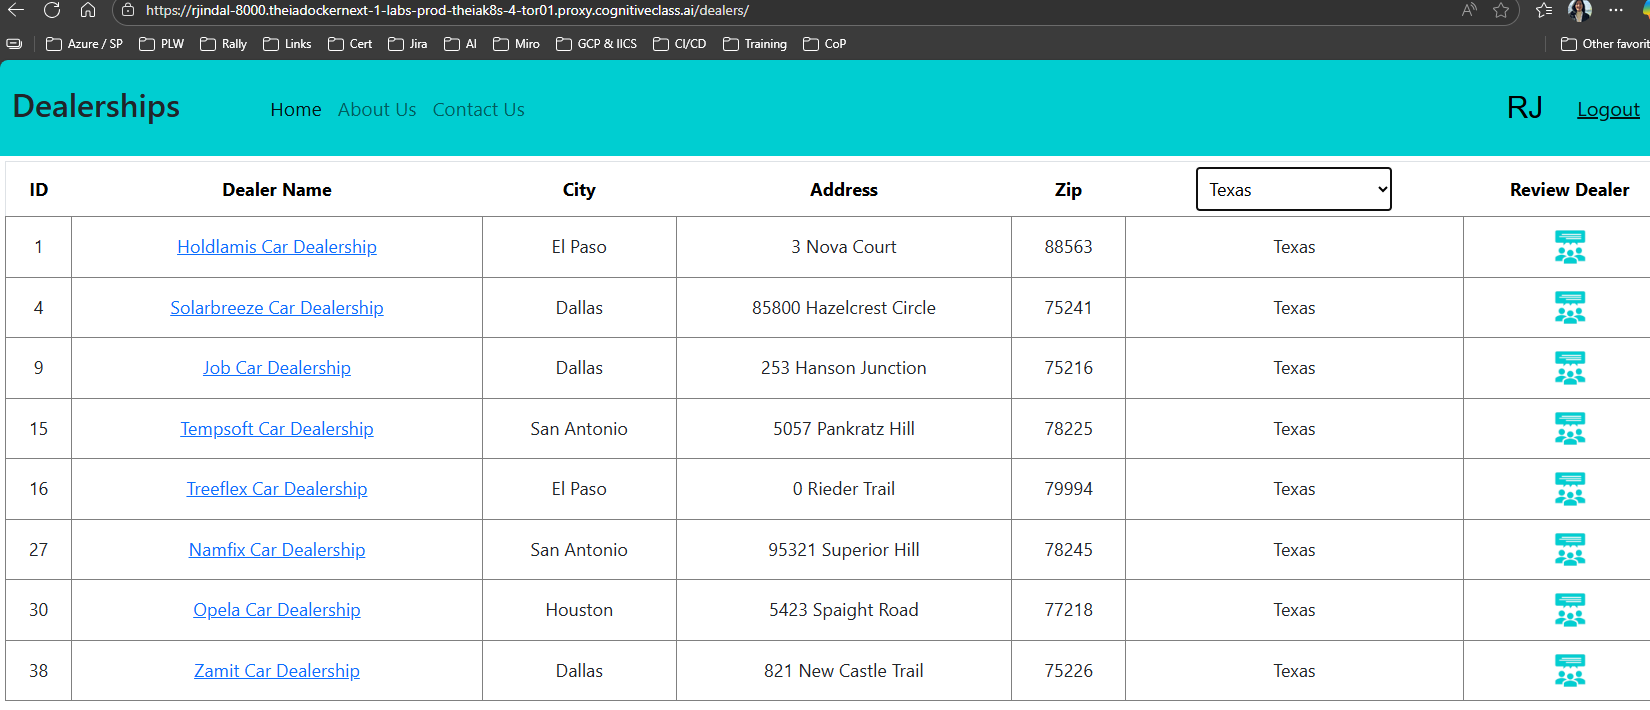 https://rjindal-8000.theiadockernext-1-labs-prod-theiak8s-4-tor01.proxy.cognitiveclass.ai/dealers/
Azure / SP PLW Rally Links Cert Jira AI Miro GCP & IICS CI/CD Training CoP Other favorit
Dealerships Home About Us Contact Us RJ Logout
ID Dealer Name City Address Zip Texas Review Dealer
1 Holdlamis Car Dealership El Paso 3 Nova Court 88563 Texas
4 Solarbreeze Car Dealership Dallas 85800 Hazelcrest Circle 75241 Texas
9 Job Car Dealership Dallas 253 Hanson Junction 75216 Texas
15 Tempsoft Car Dealership San Antonio 5057 Pankratz Hill 78225 Texas
16 Treeflex Car Dealership El Paso 0 Rieder Trail 79994 Texas
27 Namfix Car Dealership San Antonio 95321 Superior Hill 78245 Texas
30 Opela Car Dealership Houston 5423 Spaight Road 77218 Texas
38 Zamit Car Dealership Dallas 821 New Castle Trail 75226 Texas